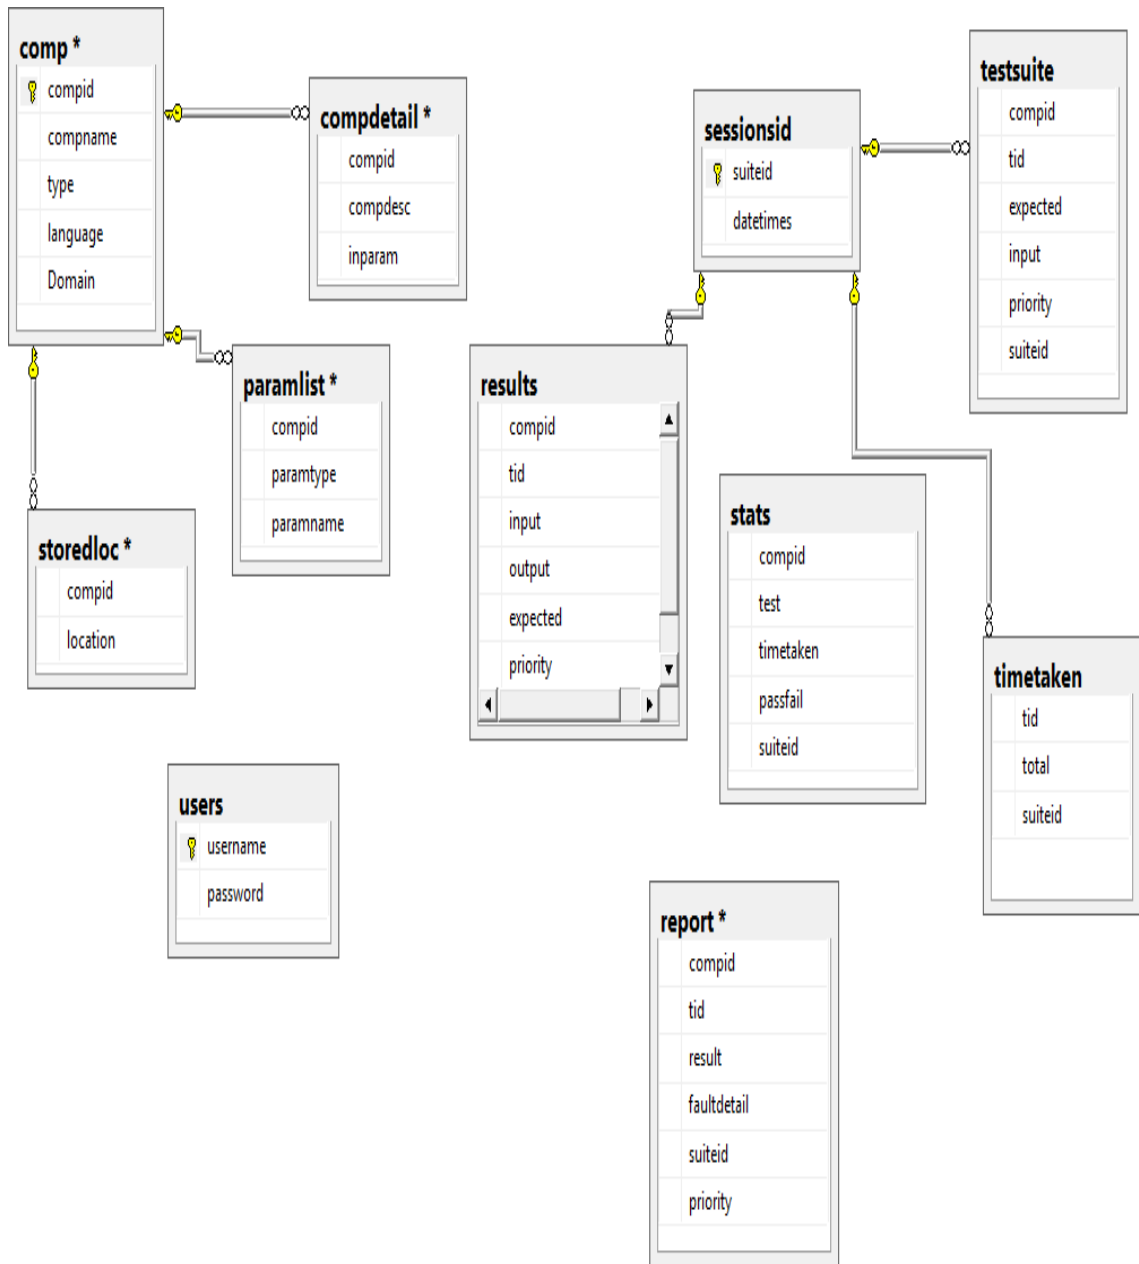 comp *
compid
compname
type
language
Domain
compdetail *
compid
compdesc
inparam
paramlist *
compid
paramtype
paramname
storedloc *
compid
location
users
username
password
sessionsid
suiteid
datetimes
testsuite
compid
tid
expected
input
priority
suiteid
results
compid
tid
input
output
expected
priority
stats
compid
test
timetaken
passfail
suiteid
timetaken
tid
total
suiteid
report *
compid
tid
result
faultdetail
suiteid
priority